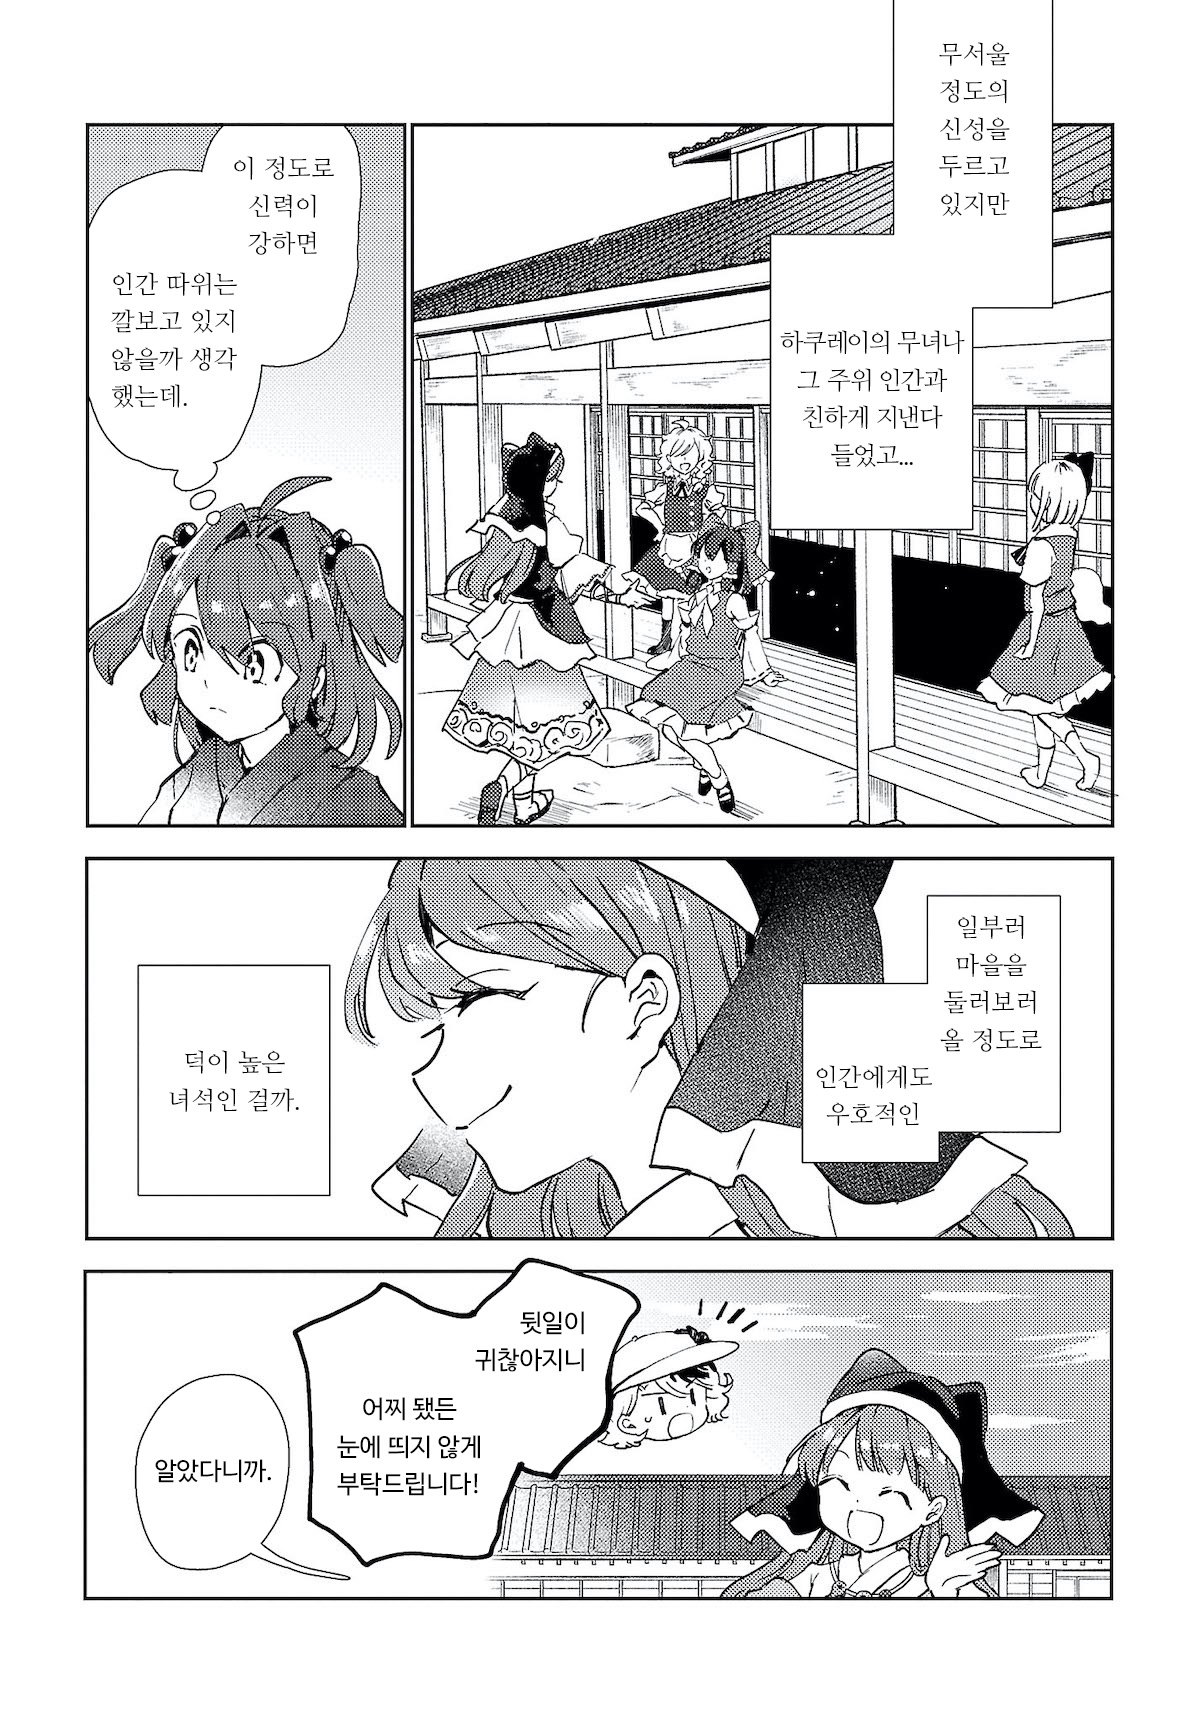 무서울
정도의
신성을
두르고
있지만
하쿠레이의 무녀나
그 주위 인간과
친하게 지낸다
들었고...
이 정도로
신력이
강하면
인간 따위는
깔보고 있지
않을까 생각
했는데.
일부러
마을을
둘러보러
올 정도로
인간에게도
우호적인
덕이 높은
녀석인 걸까.
뒷일이
귀찮아지니
어찌 됐든
눈에 띄지 않게
부탁드립니다!
알았다니까.